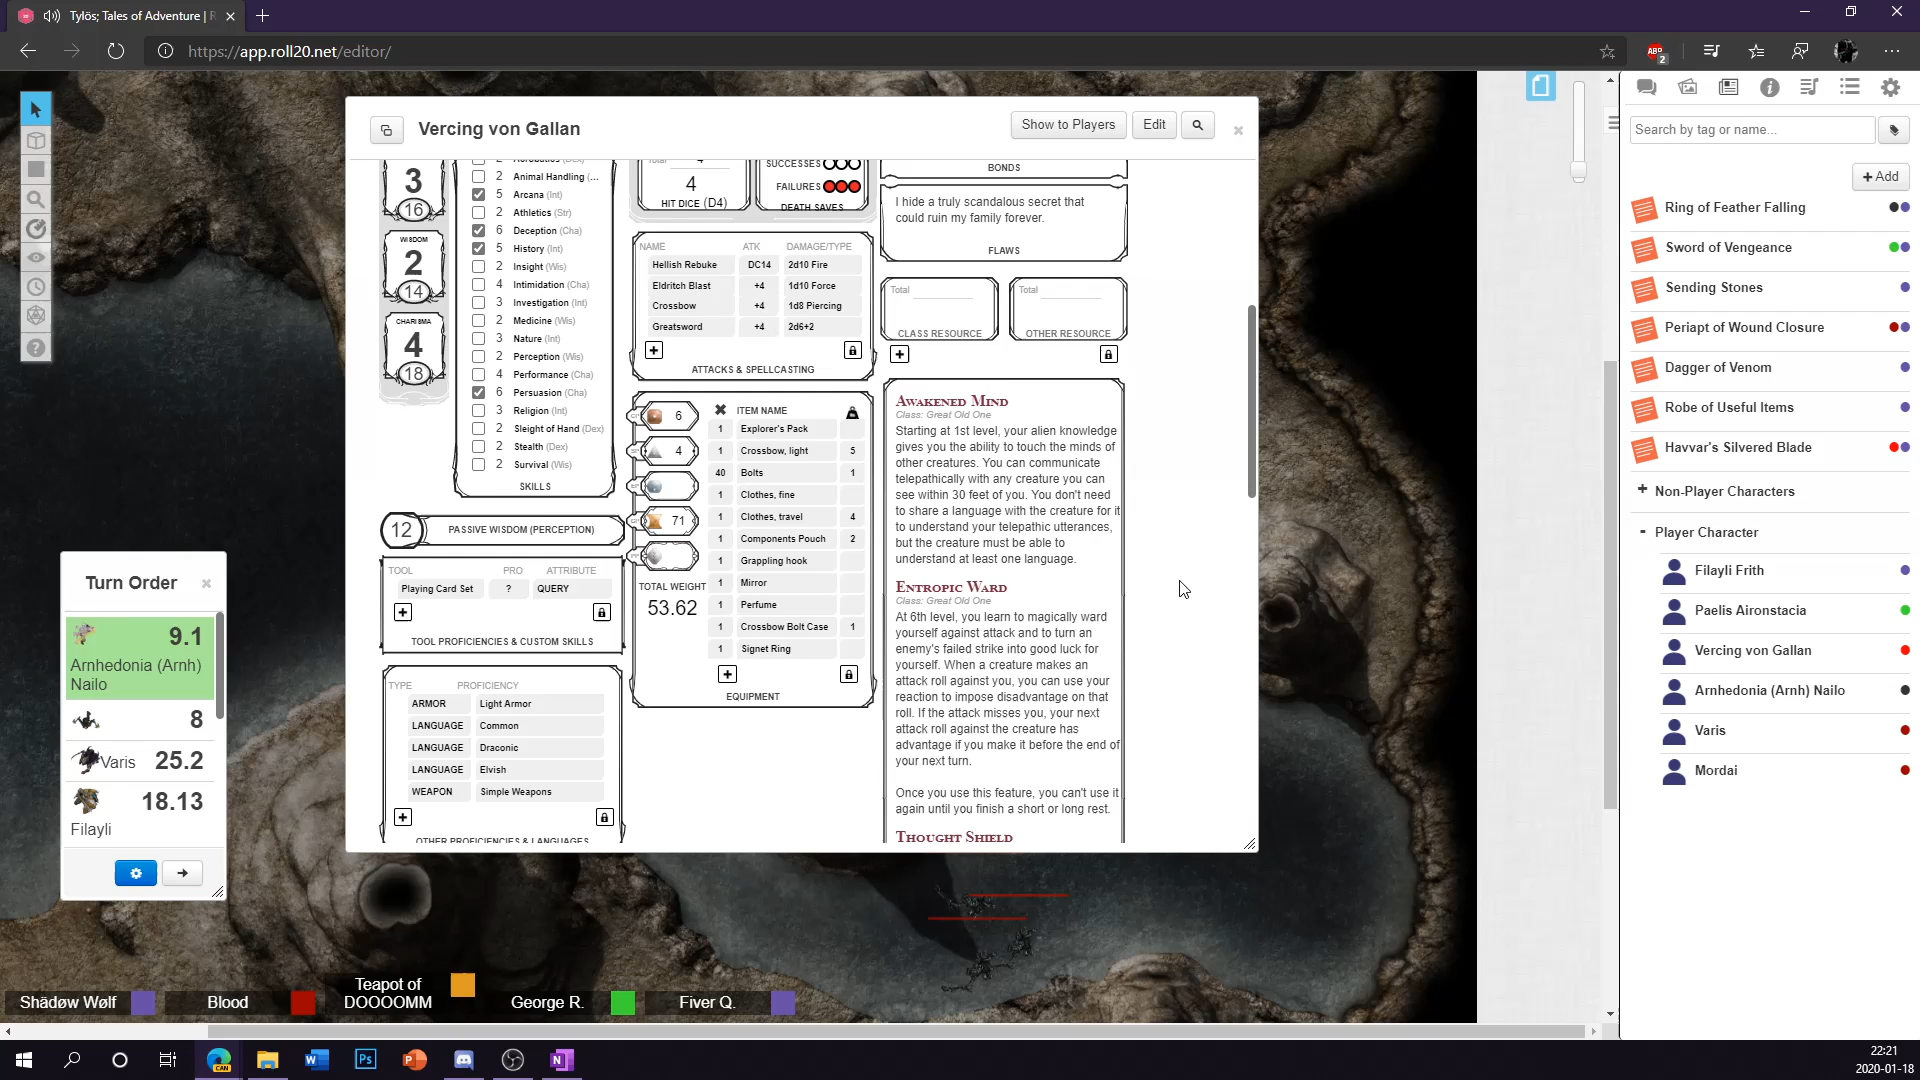 Tylös; Tales of Adventure | R
https://app.roll20.net/editor/
ABP
2
Vercing von Gallan
Show to Players
Edit
3
16
WISDOM
2
14
CHARISMA
4
18
Acrobatics (Dex)
2 Animal Handling (...
5 Arcana (Int)
2 Athletics (Str)
6 Deception (Cha)
5 History (Int)
2 Insight (Wis)
4 Intimidation (Cha)
3 Investigation (Int)
2 Medicine (Wis)
3 Nature (Int)
2 Perception (Wis)
4 Performance (Cha)
6 Persuasion (Cha)
3 Religion (Int)
2 Sleight of Hand (Dex)
2 Stealth (Dex)
2 Survival (Wis)
SKILLS
12 PASSIVE WISDOM (PERCEPTION)
TOOL PRO ATTRIBUTE
Playing Card Set ? QUERY
TOOL PROFICIENCIES & CUSTOM SKILLS
TYPE PROFICIENCY
ARMOR Light Armor
LANGUAGE Common
LANGUAGE Draconic
LANGUAGE Elvish
WEAPON Simple Weapons
OTHER PROFICIENCIES & LANGUAGES
Total 4
4
HIT DICE (D4)
SUCCESSES
FAILURES
DEATH SAVES
NAME ATK DAMAGE/TYPE
Hellish Rebuke DC14 2d10 Fire
Eldritch Blast +4 1d10 Force
Crossbow +4 1d8 Piercing
Greatsword +4 2d6+2
ATTACKS & SPELLCASTING
6
4
71
TOTAL WEIGHT
53.62
ITEM NAME
1 Explorer's Pack
1 Crossbow, light 5
40 Bolts 1
1 Clothes, fine
1 Clothes, travel 4
1 Components Pouch 2
1 Grappling hook
1 Mirror
1 Perfume
1 Crossbow Bolt Case 1
1 Signet Ring
EQUIPMENT
BONDS
I hide a truly scandalous secret that
could ruin my family forever.
FLAWS
Total
CLASS RESOURCE
Total
OTHER RESOURCE
AWAKENED MIND
Class: Great Old One
Starting at 1st level, your alien knowledge
gives you the ability to touch the minds of
other creatures. You can communicate
telepathically with any creature you can
see within 30 feet of you. You don't need
to share a language with the creature for it
to understand your telepathic utterances,
but the creature must be able to
understand at least one language.
ENTROPIC WARD
Class: Great Old One
At 6th level, you learn to magically ward
yourself against attack and to turn an
enemy's failed strike into good luck for
yourself. When a creature makes an
attack roll against you, you can use your
reaction to impose disadvantage on that
roll. If the attack misses you, your next
attack roll against the creature has
advantage if you make it before the end of
your next turn.
Once you use this feature, you can't use it
again until you finish a short or long rest.
THOUGHT SHIELD
Turn Order
9.1
Arnhedonia (Arnh)
Nailo
8
Varis 25.2
18.13
Filayli
Shädøw Wølf
Blood
Teapot of
DOOOOMM
George R.
Fiver Q.
Search by tag or name...
+ Add
Ring of Feather Falling
Sword of Vengeance
Sending Stones
Periapt of Wound Closure
Dagger of Venom
Robe of Useful Items
Havvar's Silvered Blade
+ Non-Player Characters
- Player Character
Filayli Frith
Paelis Aironstacia
Vercing von Gallan
Arnhedonia (Arnh) Nailo
Varis
Mordai
CAN
22:21
2020-01-18